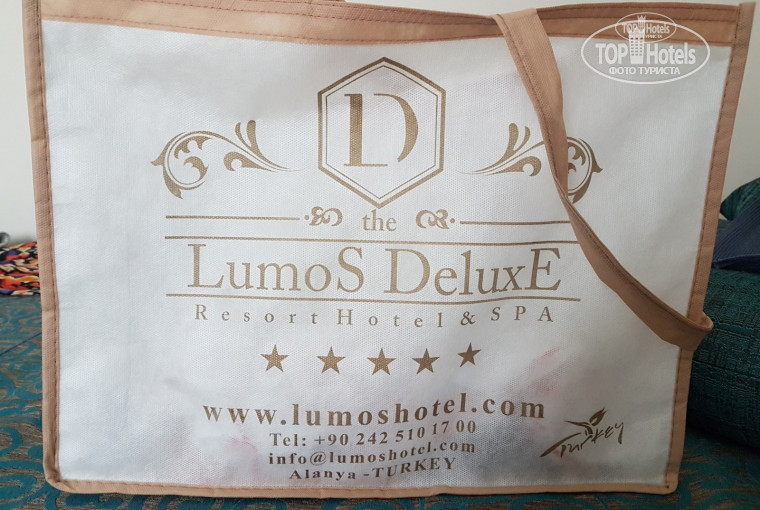 TOP Hotels
ФОТО ТУРИСТА
LD
the
LumoS DeluxE
Resort Hotel & SPA
www.lumoshotel.com
Tel: +90 242 510 17 00
info@lumoshotel.com
Alanya -TURKEY
Turkey